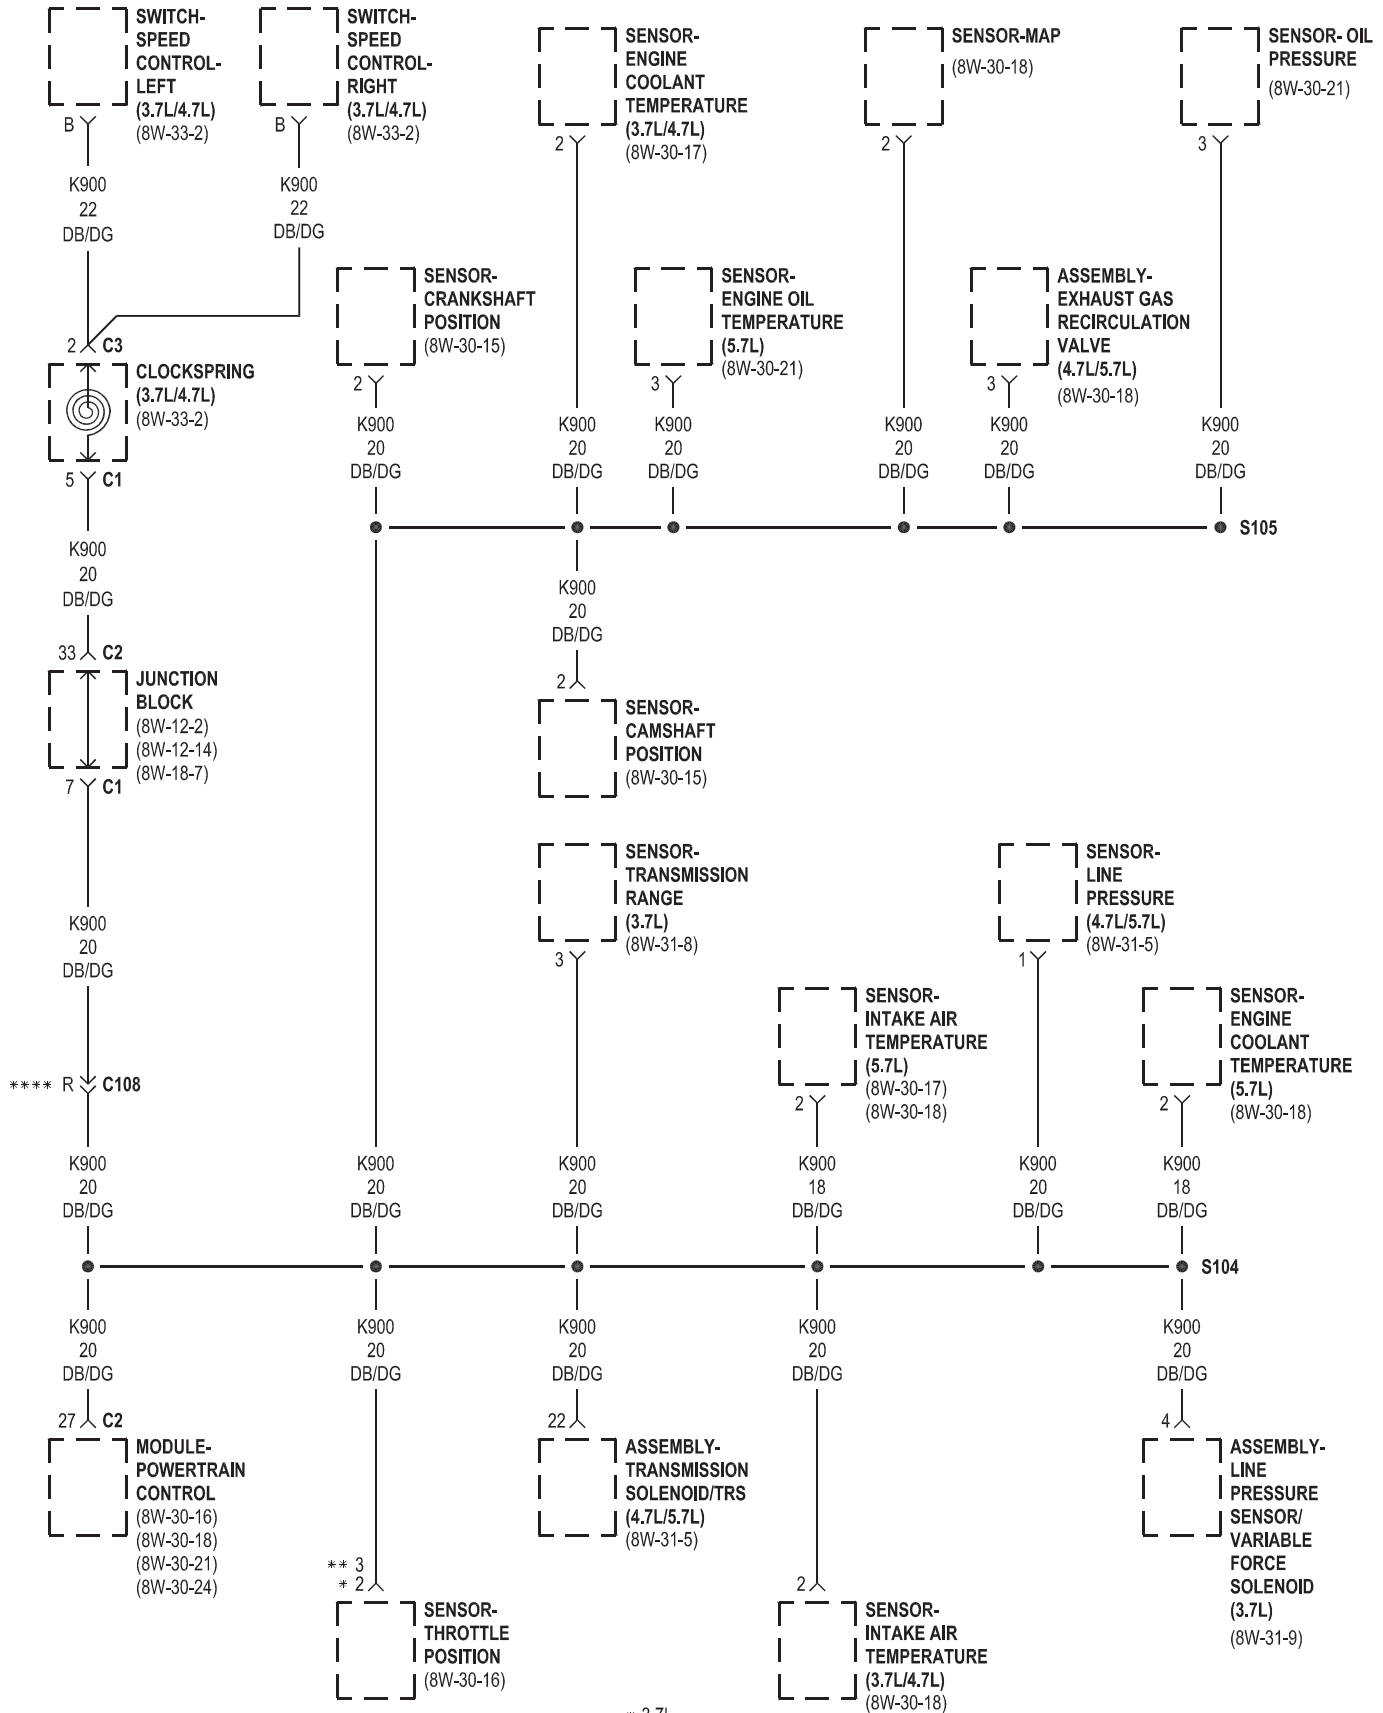 SWITCH-
SPEED
CONTROL-
LEFT
(3.7L/4.7L)
(8W-33-2)
B
K900
22
DB/DG
SWITCH-
SPEED
CONTROL-
RIGHT
(3.7L/4.7L)
(8W-33-2)
B
K900
22
DB/DG
SENSOR-
ENGINE
COOLANT
TEMPERATURE
(3.7L/4.7L)
(8W-30-17)
2
SENSOR-MAP
(8W-30-18)
2
SENSOR- OIL
PRESSURE
(8W-30-21)
3
2 C3
CLOCKSPRING
(3.7L/4.7L)
(8W-33-2)
5 C1
K900
20
DB/DG
SENSOR-
CRANKSHAFT
POSITION
(8W-30-15)
2
K900
20
DB/DG
K900
20
DB/DG
SENSOR-
ENGINE OIL
TEMPERATURE
(5.7L)
(8W-30-21)
3
K900
20
DB/DG
K900
20
DB/DG
ASSEMBLY-
EXHAUST GAS
RECIRCULATION
VALVE
(4.7L/5.7L)
(8W-30-18)
3
K900
20
DB/DG
K900
20
DB/DG
S105
K900
20
DB/DG
2
SENSOR-
CAMSHAFT
POSITION
(8W-30-15)
33 C2
JUNCTION
BLOCK
(8W-12-2)
(8W-12-14)
(8W-18-7)
7 C1
K900
20
DB/DG
SENSOR-
TRANSMISSION
RANGE
(3.7L)
(8W-31-8)
3
SENSOR-
LINE
PRESSURE
(4.7L/5.7L)
(8W-31-5)
1
SENSOR-
INTAKE AIR
TEMPERATURE
(5.7L)
(8W-30-17)
(8W-30-18)
2
SENSOR-
ENGINE
COOLANT
TEMPERATURE
(5.7L)
(8W-30-18)
2
**** R C108
K900
20
DB/DG
K900
20
DB/DG
K900
20
DB/DG
K900
18
DB/DG
K900
20
DB/DG
K900
18
DB/DG
S104
K900
20
DB/DG
K900
20
DB/DG
K900
20
DB/DG
K900
20
DB/DG
K900
20
DB/DG
27 C2
MODULE-
POWERTRAIN
CONTROL
(8W-30-16)
(8W-30-18)
(8W-30-21)
(8W-30-24)
** 3
* 2
SENSOR-
THROTTLE
POSITION
(8W-30-16)
22
ASSEMBLY-
TRANSMISSION
SOLENOID/TRS
(4.7L/5.7L)
(8W-31-5)
2
SENSOR-
INTAKE AIR
TEMPERATURE
(3.7L/4.7L)
(8W-30-18)
4
ASSEMBLY-
LINE
PRESSURE
SENSOR/
VARIABLE
FORCE
SOLENOID
(3.7L)
(8W-31-9)